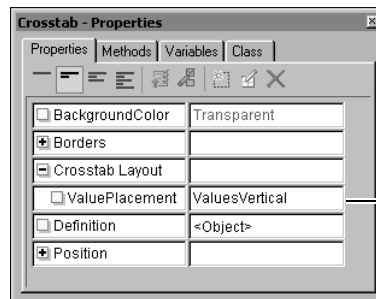 Crosstab - Properties
Properties Methods Variables Class
BackgroundColor Transparent
Borders
Crosstab Layout
ValuePlacement ValuesVertical
Definition <Object>
Position